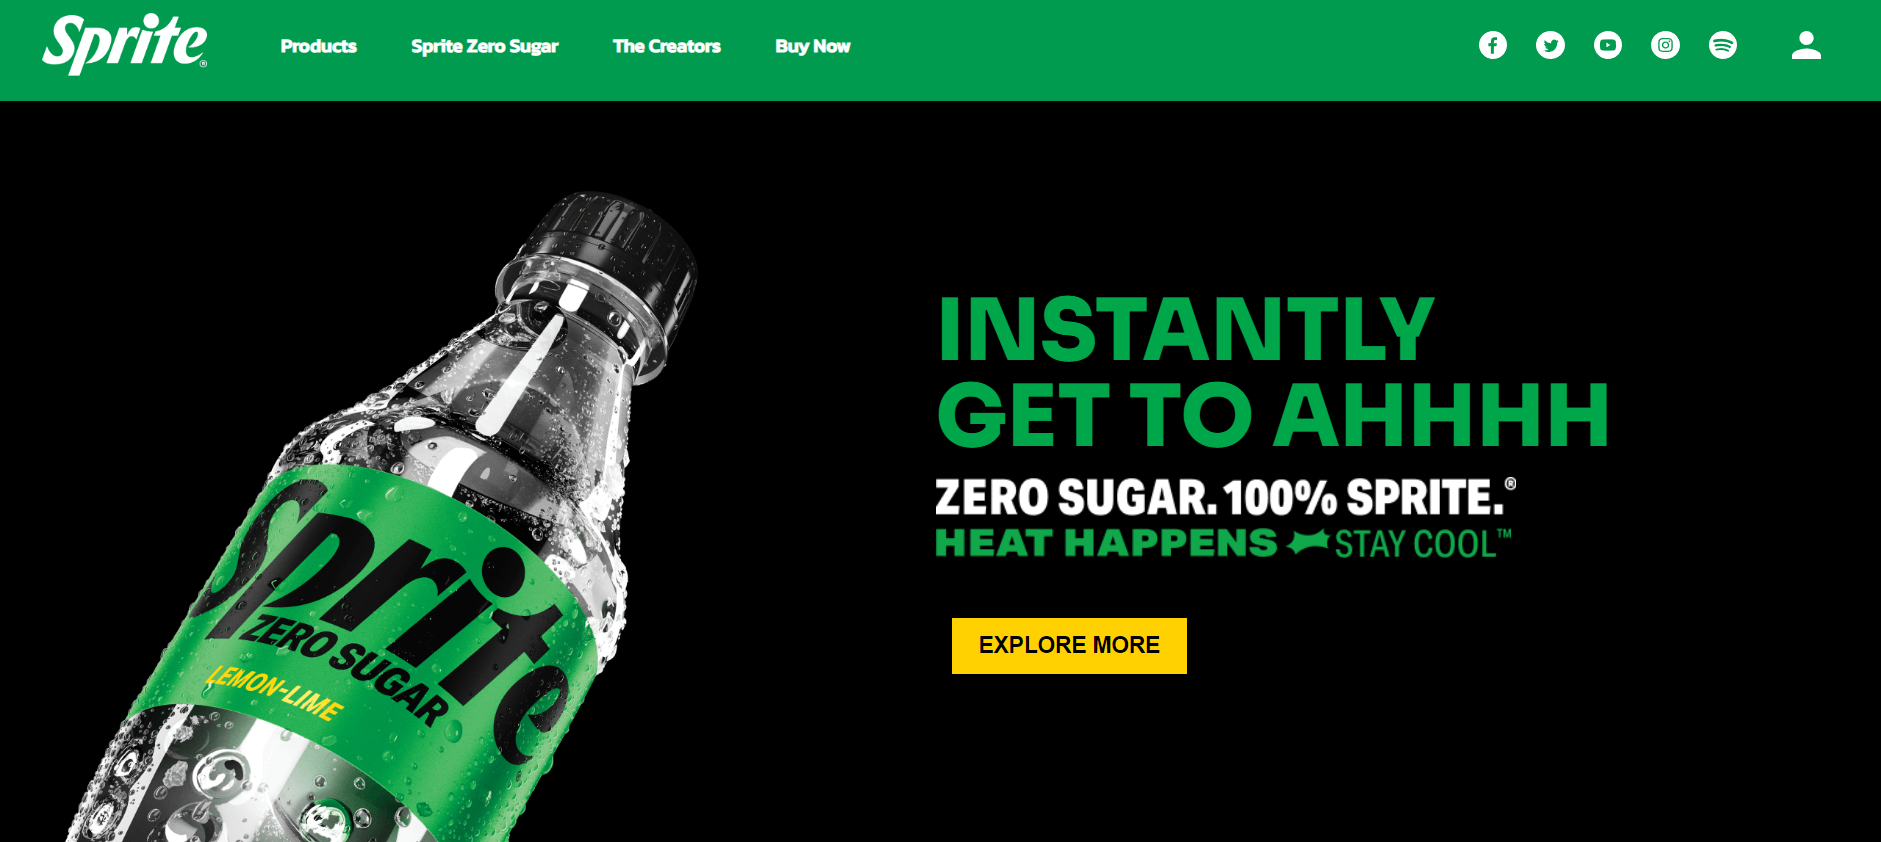 Sprite®
Products
Sprite Zero Sugar
The Creators
Buy Now
INSTANTLY
GET TO AHHHH
ZERO SUGAR. 100% SPRITE.®
HEAT HAPPENS STAY COOL™
EXPLORE MORE
Sprite
ZERO SUGAR
LEMON-LIME